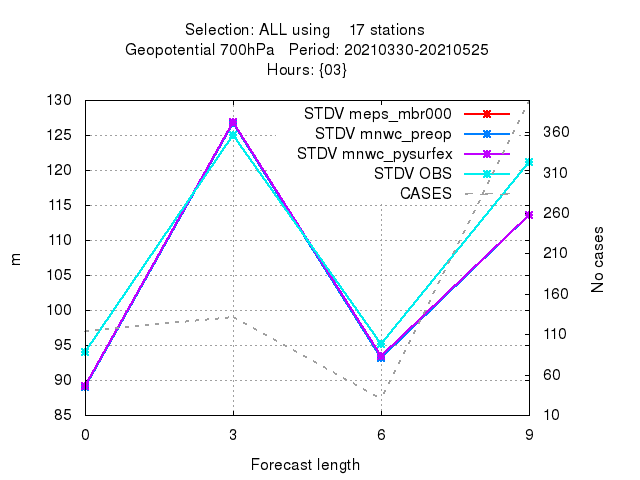 Selection: ALL using    17 stations
Geopotential 700hPa   Period: 20210330-20210525
Hours: {03}
130
125
120
115
110
105
100
95
90
85
m
STDV meps_mbr000
STDV mnwc_preop
STDV mnwc_pysurfex
STDV OBS
CASES
360
310
260
210
160
110
60
10
No cases
0
3
6
9
Forecast length